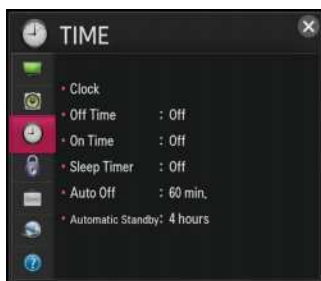 TIME
Clock
Off Time : Off
On Time : Off
Sleep Timer : Off
Auto Off : 60 min.
Automatic Standby: 4 hours
?